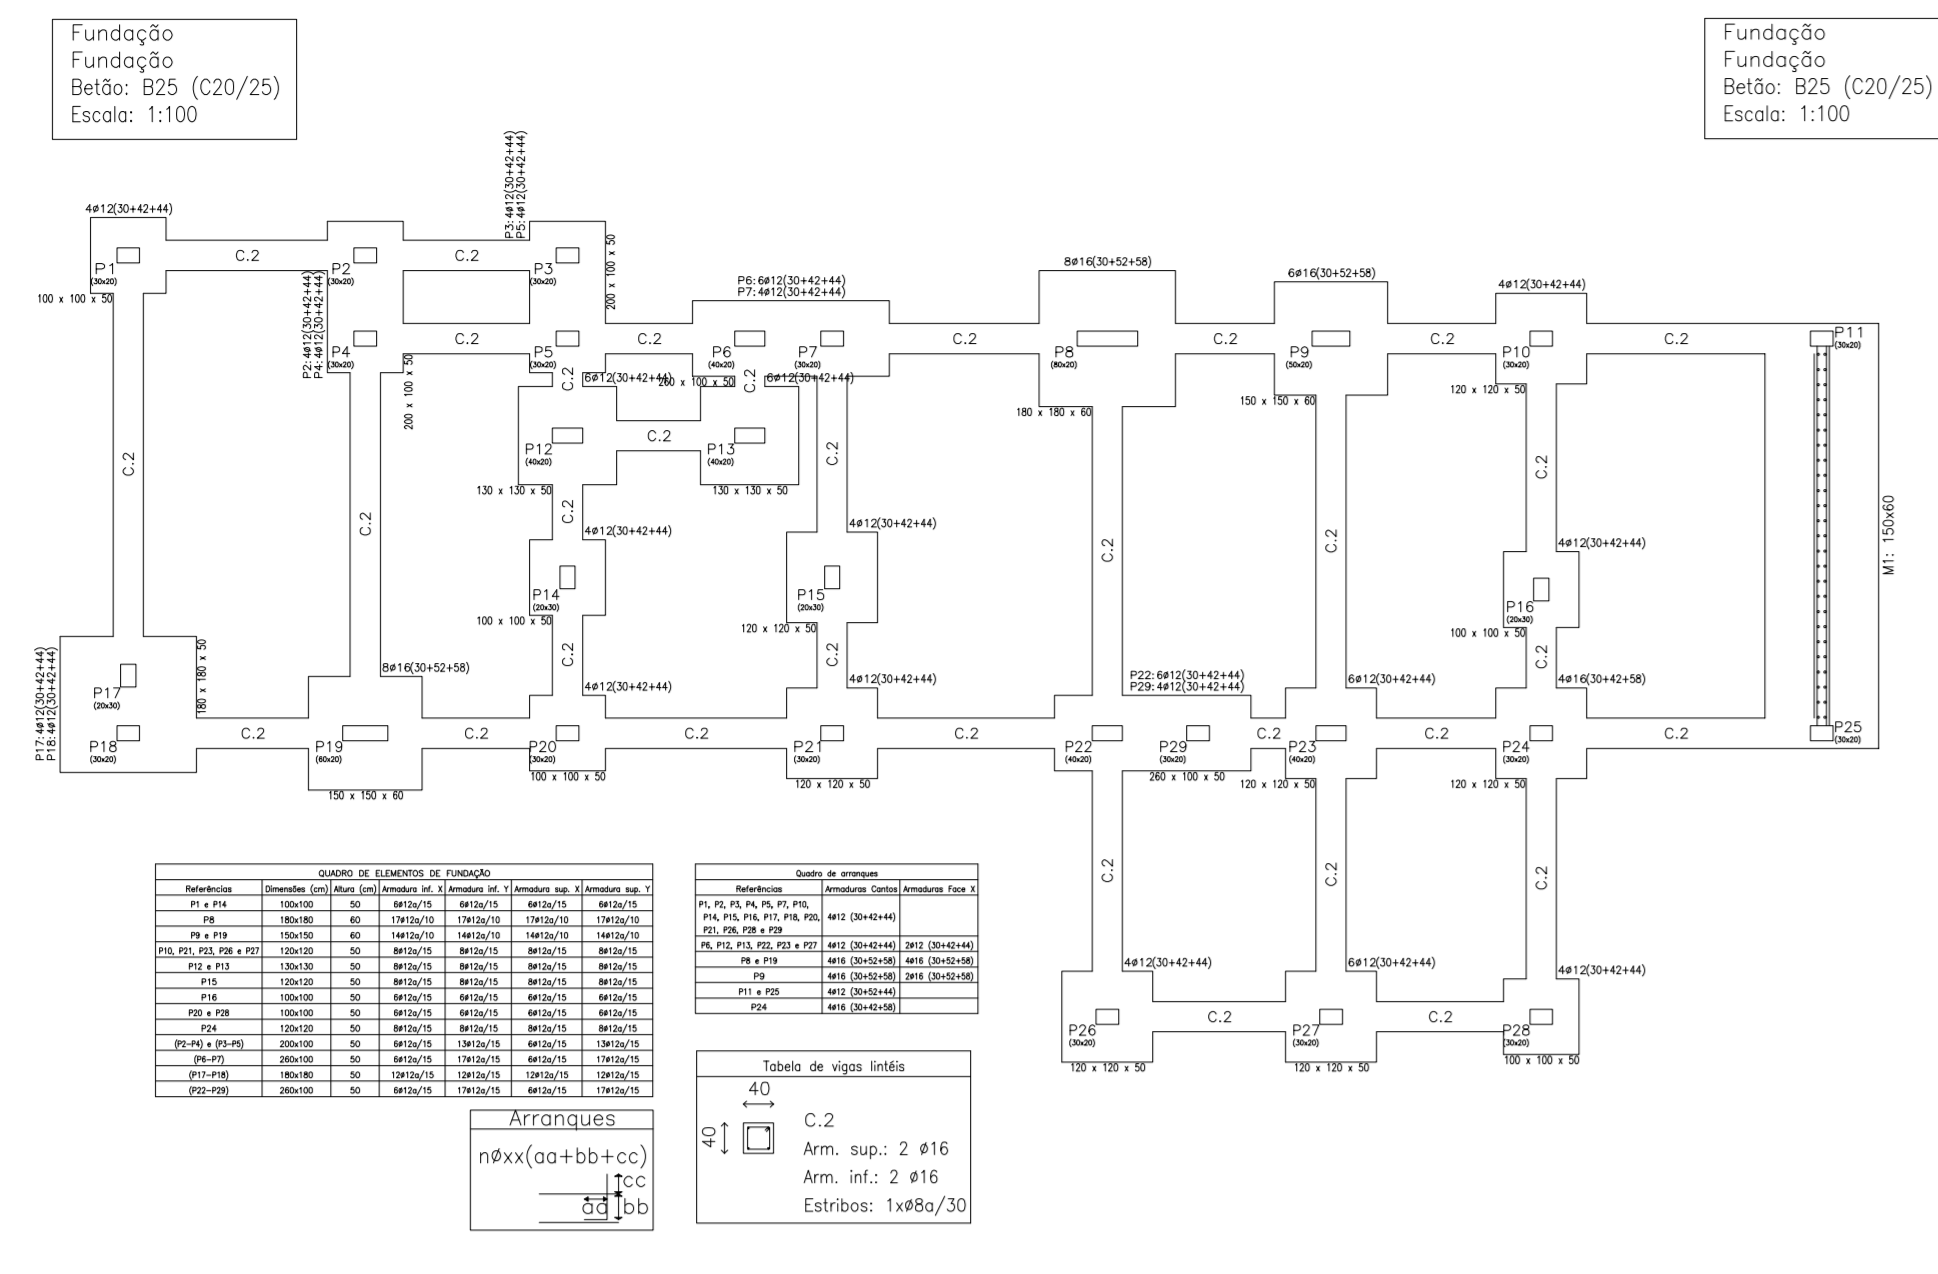 Fundação
Fundação
Betão: B25 (C20/25)
Escala: 1:100
Fundação
Fundação
Betão: B25 (C20/25)
Escala: 1:100
4ø12(30+42+44)
P1
(30x20)
100 x 100 x 50
C.2
P2
(30x20)
P2:4ø12(30+42+44)
P4:4ø12(30+42+44)
C.2
P3:4ø12(30+42+44)
P5:4ø12(30+42+44)
P3
(30x20)
200 x 100 x 50
P4
(30x20)
200 x 100 x 50
C.2
P5
(30x20)
C.2
P6:6ø12(30+42+44)
P7:4ø12(30+42+44)
P6
(40x20)
P7
(30x20)
260 x 100 x 50
C.2
8ø16(30+52+58)
P8
(80x20)
180 x 180 x 60
C.2
6ø16(30+52+58)
P9
(50x20)
150 x 150 x 60
C.2
4ø12(30+42+44)
P10
(30x20)
120 x 120 x 50
C.2
P11
(30x20)
C.2
6ø12(30+42+44)
C.2
6ø12(30+42+44)
P12
(40x20)
130 x 130 x 50
C.2
P13
(40x20)
130 x 130 x 50
C.2
C.2
C.2
C.2
C.2
C.2
C.2
M1: 150x60
4ø12(30+42+44)
P14
(20x30)
100 x 100 x 50
4ø12(30+42+44)
P15
(20x30)
120 x 120 x 50
4ø12(30+42+44)
P16
(20x30)
100 x 100 x 50
C.2
C.2
C.2
P17:4ø12(30+42+44)
P18:4ø12(30+42+44)
P17
(20x30)
180 x 180 x 50
P18
(30x20)
C.2
8ø16(30+52+58)
P19
(60x20)
150 x 150 x 60
C.2
4ø12(30+42+44)
P20
(30x20)
100 x 100 x 50
C.2
4ø12(30+42+44)
P21
(30x20)
120 x 120 x 50
C.2
P22:6ø12(30+42+44)
P29:4ø12(30+42+44)
P22
(40x20)
P29
(30x20)
260 x 100 x 50
C.2
6ø12(30+42+44)
P23
(40x20)
120 x 120 x 50
C.2
4ø16(30+42+58)
P24
(30x20)
120 x 120 x 50
C.2
P25
(30x20)
C.2
C.2
C.2
4ø12(30+42+44)
P26
(30x20)
120 x 120 x 50
C.2
6ø12(30+42+44)
P27
(30x20)
120 x 120 x 50
C.2
4ø12(30+42+44)
P28
(30x20)
100 x 100 x 50
QUADRO DE ELEMENTOS DE FUNDAÇÃO
Referências Dimensões (cm) Altura (cm) Armadura inf. X Armadura inf. Y Armadura sup. X Armadura sup. Y
P1 e P14 100x100 50 6ø12a/15 6ø12a/15 6ø12a/15 6ø12a/15
P8 180x180 60 17ø12a/10 17ø12a/10 17ø12a/10 17ø12a/10
P9 e P19 150x150 60 14ø12a/10 14ø12a/10 14ø12a/10 14ø12a/10
P10, P21, P23, P26 e P27 120x120 50 8ø12a/15 8ø12a/15 8ø12a/15 8ø12a/15
P12 e P13 130x130 50 8ø12a/15 8ø12a/15 8ø12a/15 8ø12a/15
P15 120x120 50 8ø12a/15 8ø12a/15 8ø12a/15 8ø12a/15
P16 100x100 50 6ø12a/15 6ø12a/15 6ø12a/15 6ø12a/15
P20 e P28 100x100 50 6ø12a/15 6ø12a/15 6ø12a/15 6ø12a/15
P24 120x120 50 8ø12a/15 8ø12a/15 8ø12a/15 8ø12a/15
(P2-P4) e (P3-P5) 200x100 50 6ø12a/15 13ø12a/15 6ø12a/15 13ø12a/15
(P6-P7) 260x100 50 6ø12a/15 17ø12a/15 6ø12a/15 17ø12a/15
(P17-P18) 180x180 50 12ø12a/15 12ø12a/15 12ø12a/15 12ø12a/15
(P22-P29) 260x100 50 6ø12a/15 17ø12a/15 6ø12a/15 17ø12a/15
Quadro de arranques
Referências Armaduras Cantos Armaduras Face X
P1, P2, P3, P4, P5, P7, P10,
P14, P15, P16, P17, P18, P20, 4ø12 (30+42+44)
P21, P26, P28 e P29
P6, P12, P13, P22, P23 e P27 4ø12 (30+42+44) 2ø12 (30+42+44)
P8 e P19 4ø16 (30+52+58) 4ø16 (30+52+58)
P9 4ø16 (30+52+58) 2ø16 (30+52+58)
P11 e P25 4ø12 (30+52+44)
P24 4ø16 (30+42+58)
Arranques
nøxx(aa+bb+cc)
cc
aa
bb
Tabela de vigas lintéis
40
40
C.2
Arm. sup.: 2 ø16
Arm. inf.: 2 ø16
Estribos: 1xø8a/30